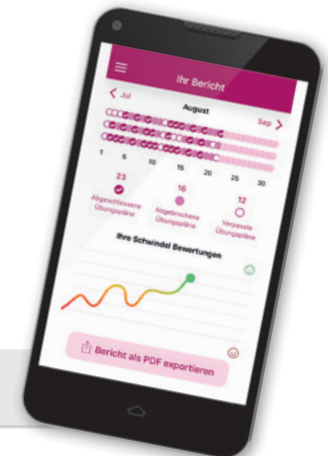 Ihr Bericht
Jul August Sep
1 5 10 15 20 25 30
23 16 12
Abgeschlossene Übungspläne
Abgebrochene Übungspläne
Verpasste Übungspläne
Ihre Schwindel Bewertungen
Bericht als PDF exportieren